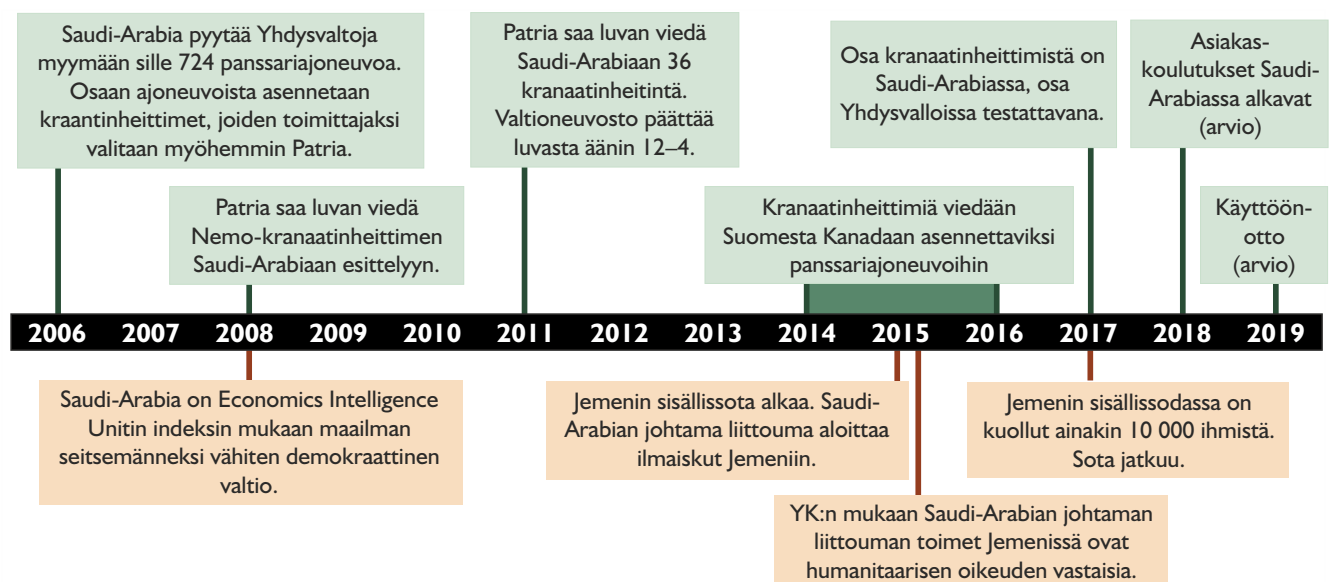 Saudi-Arabia pyytää Yhdysvaltoja
myymään sille 724 panssariajoneuvoa.
Osaan ajoneuvoista asennetaan
kraantinheittimet, joiden toimittajaksi
valitaan myöhemmin Patria.
Patria saa luvan viedä
Nemo-kranaatinheittimen
Saudi-Arabiaan esittelyyn.
Patria saa luvan viedä
Saudi-Arabiaan 36
kranaatinheitintä.
Valtioneuvosto päättää
luvasta äänin 12–4.
Kranaatinheittimiä viedään
Suomesta Kanadaan asennettaviksi
panssariajoneuvoihin
Osa kranaatinheittimistä on
Saudi-Arabiassa, osa
Yhdysvalloissa testattavana.
Asiakas-
koulutukset Saudi-
Arabiassa alkavat
(arvio)
Käyttöön-
otto
(arvio)
2006 2007 2008 2009 2010 2011 2012 2013 2014 2015 2016 2017 2018 2019
Saudi-Arabia on Economics Intelligence
Unitin indeksin mukaan maailman
seitsemänneksi vähiten demokraattinen
valtio.
Jemenin sisällissota alkaa. Saudi-
Arabian johtama liittouma aloittaa
ilmaiskut Jemeniin.
YK:n mukaan Saudi-Arabian johtaman
liittouman toimet Jemenissä ovat
humanitaarisen oikeuden vastaisia.
Jemenin sisällissodassa on
kuollut ainakin 10 000 ihmistä.
Sota jatkuu.